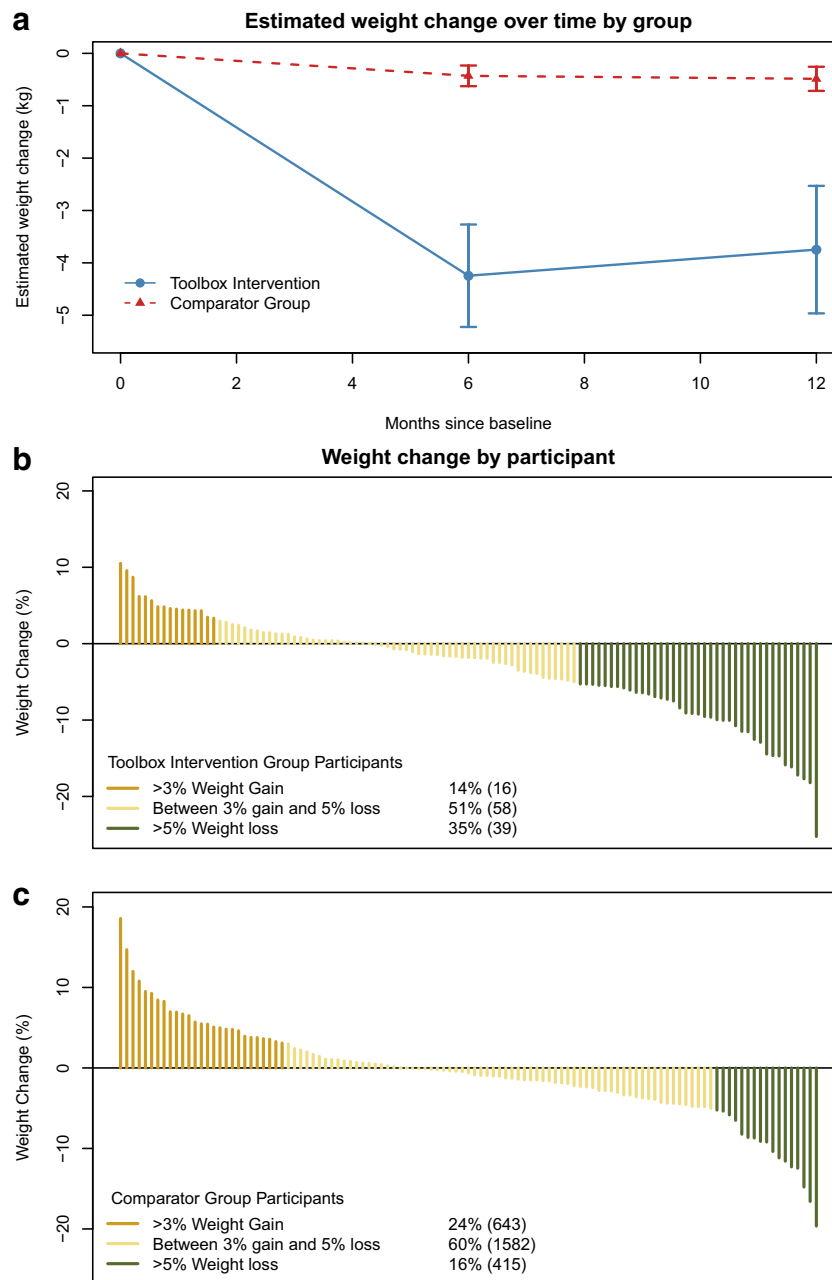 a
Estimated weight change over time by group
Estimated weight change (kg)
0
−1
−2
−3
−4
−5
Toolbox Intervention
Comparator Group
0 2 4 6 8 10 12
Months since baseline
b
Weight change by participant
Weight Change (%)
20
10
0
−10
−20
Toolbox Intervention Group Participants
>3% Weight Gain 14% (16)
Between 3% gain and 5% loss 51% (58)
>5% Weight loss 35% (39)
c
Weight Change (%)
20
10
0
−10
−20
Comparator Group Participants
>3% Weight Gain 24% (643)
Between 3% gain and 5% loss 60% (1582)
>5% Weight loss 16% (415)